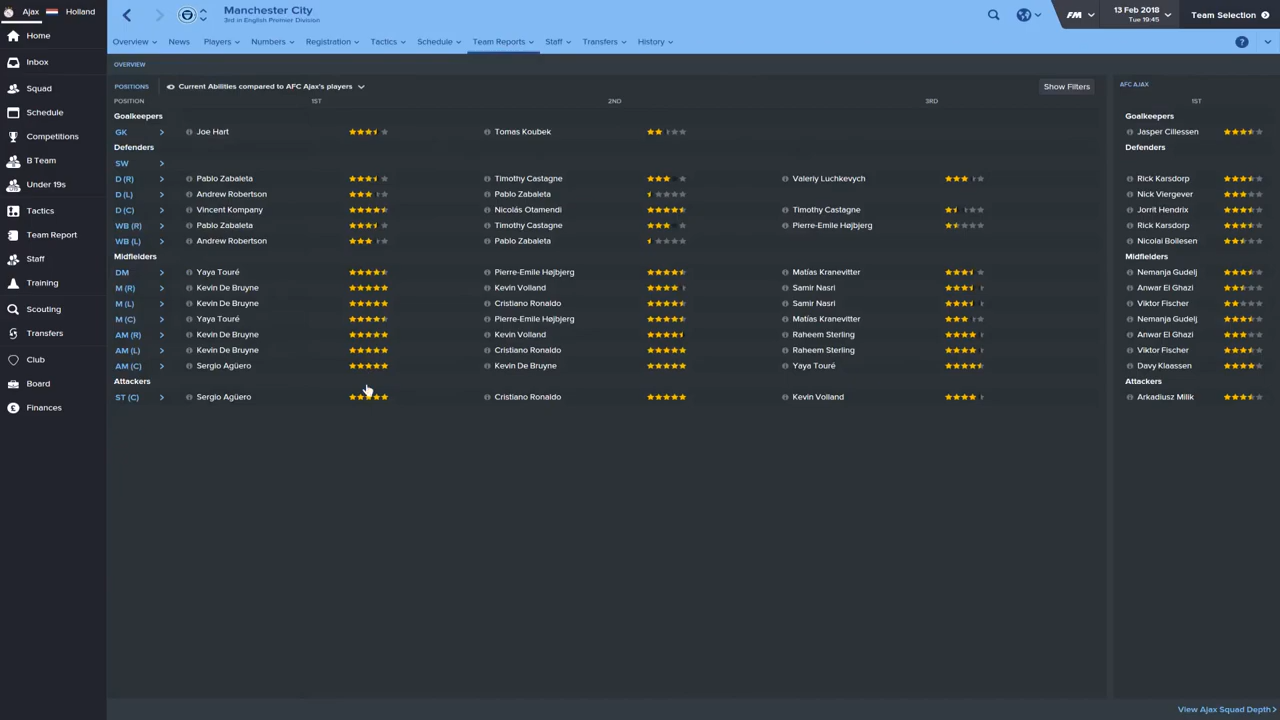 Ajax Holland
Manchester City
3rd in English Premier Division
FM
13 Feb 2018
Tue 19:45
Team Selection
Overview News Players Numbers Registration Tactics Schedule Team Reports Staff Transfers History
?
Home
Inbox
Squad
Schedule
Competitions
B Team
Under 19s
Tactics
Team Report
Staff
Training
Scouting
Transfers
Club
Board
Finances
OVERVIEW
POSITIONS Current Abilities compared to AFC Ajax's players Show Filters
POSITION 1ST 2ND 3RD
Goalkeepers
GK Joe Hart Tomas Koubek
Defenders
SW
D (R) Pablo Zabaleta Timothy Castagne Valeriy Luchkevych
D (L) Andrew Robertson Pablo Zabaleta
D (C) Vincent Kompany Nicolás Otamendi Timothy Castagne
WB (R) Pablo Zabaleta Timothy Castagne Pierre-Emile Højbjerg
WB (L) Andrew Robertson Pablo Zabaleta
Midfielders
DM Yaya Touré Pierre-Emile Højbjerg Matías Kranevitter
M (R) Kevin De Bruyne Kevin Volland Samir Nasri
M (L) Kevin De Bruyne Cristiano Ronaldo Samir Nasri
M (C) Yaya Touré Pierre-Emile Højbjerg Matías Kranevitter
AM (R) Kevin De Bruyne Kevin Volland Raheem Sterling
AM (L) Kevin De Bruyne Cristiano Ronaldo Raheem Sterling
AM (C) Sergio Agüero Kevin De Bruyne Yaya Touré
Attackers
ST (C) Sergio Agüero Cristiano Ronaldo Kevin Volland
AFC AJAX
1ST
Goalkeepers
Jasper Cillessen
Defenders
Rick Karsdorp
Nick Viergever
Jorrit Hendrix
Rick Karsdorp
Nicolai Boilesen
Midfielders
Nemanja Gudelj
Anwar El Ghazi
Viktor Fischer
Nemanja Gudelj
Anwar El Ghazi
Viktor Fischer
Davy Klaassen
Attackers
Arkadiusz Milik
View Ajax Squad Depth>